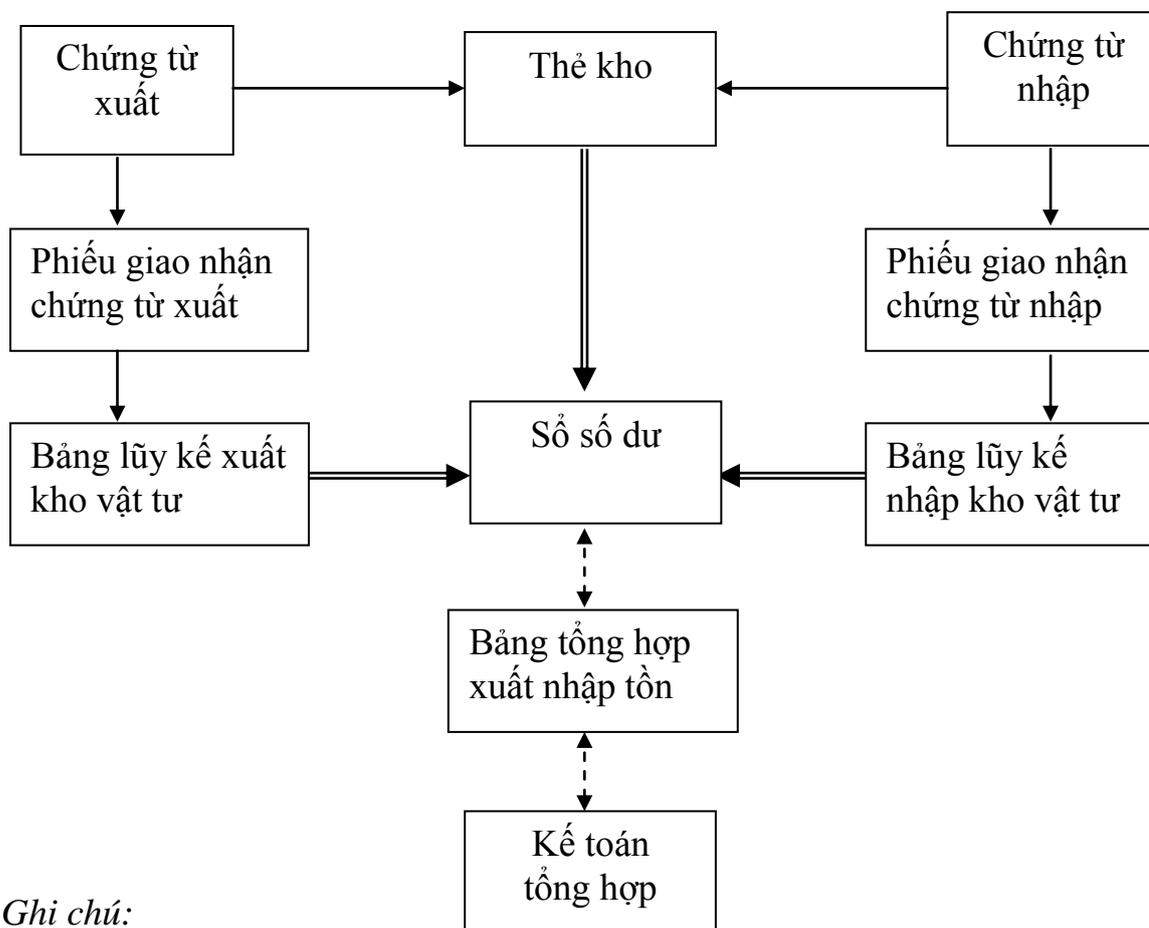 Chứng từ
xuất
Thẻ kho
Chứng từ
nhập
Phiếu giao nhận
chứng từ xuất
Phiếu giao nhận
chứng từ nhập
Bảng lũy kế xuất
kho vật tư
Sổ số dư
Bảng lũy kế
nhập kho vật tư
Bảng tổng hợp
xuất nhập tồn
Kế toán
tổng hợp
Ghi chú: